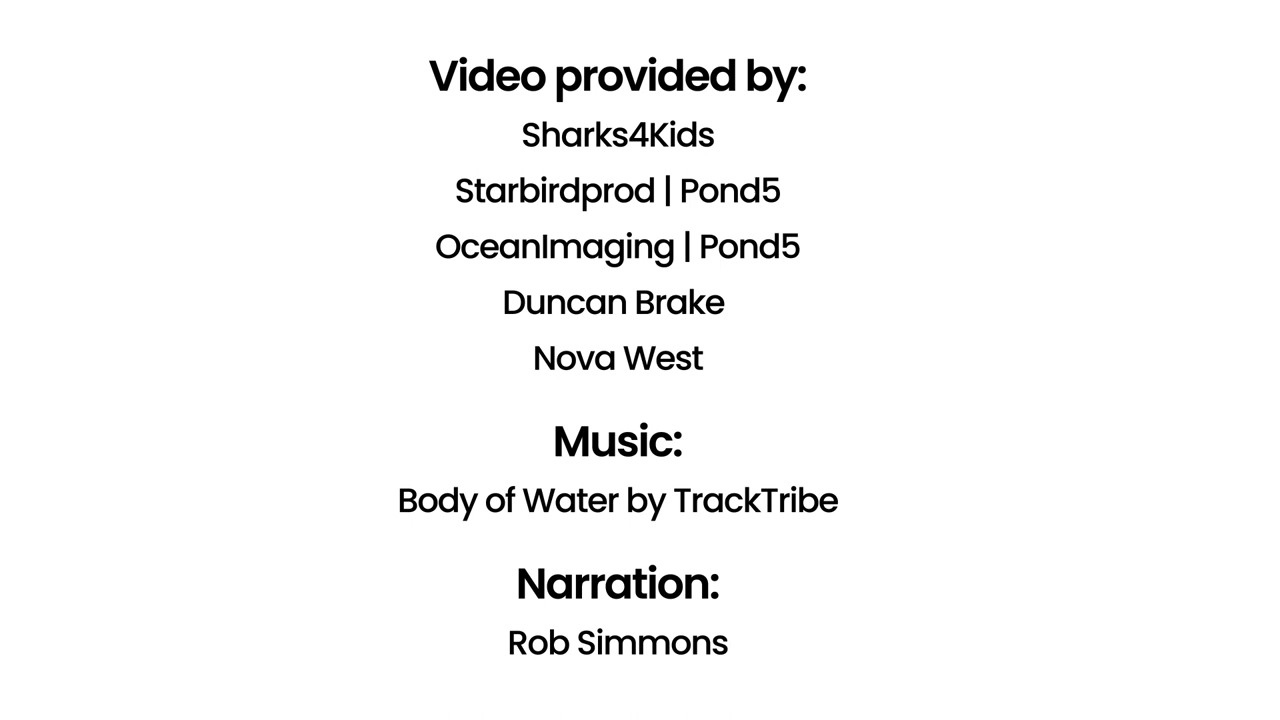 Video provided by:
Sharks4Kids
Starbirdprod | Pond5
OceanImaging | Pond5
Duncan Brake
Nova West
Music:
Body of Water by TrackTribe
Narration:
Rob Simmons